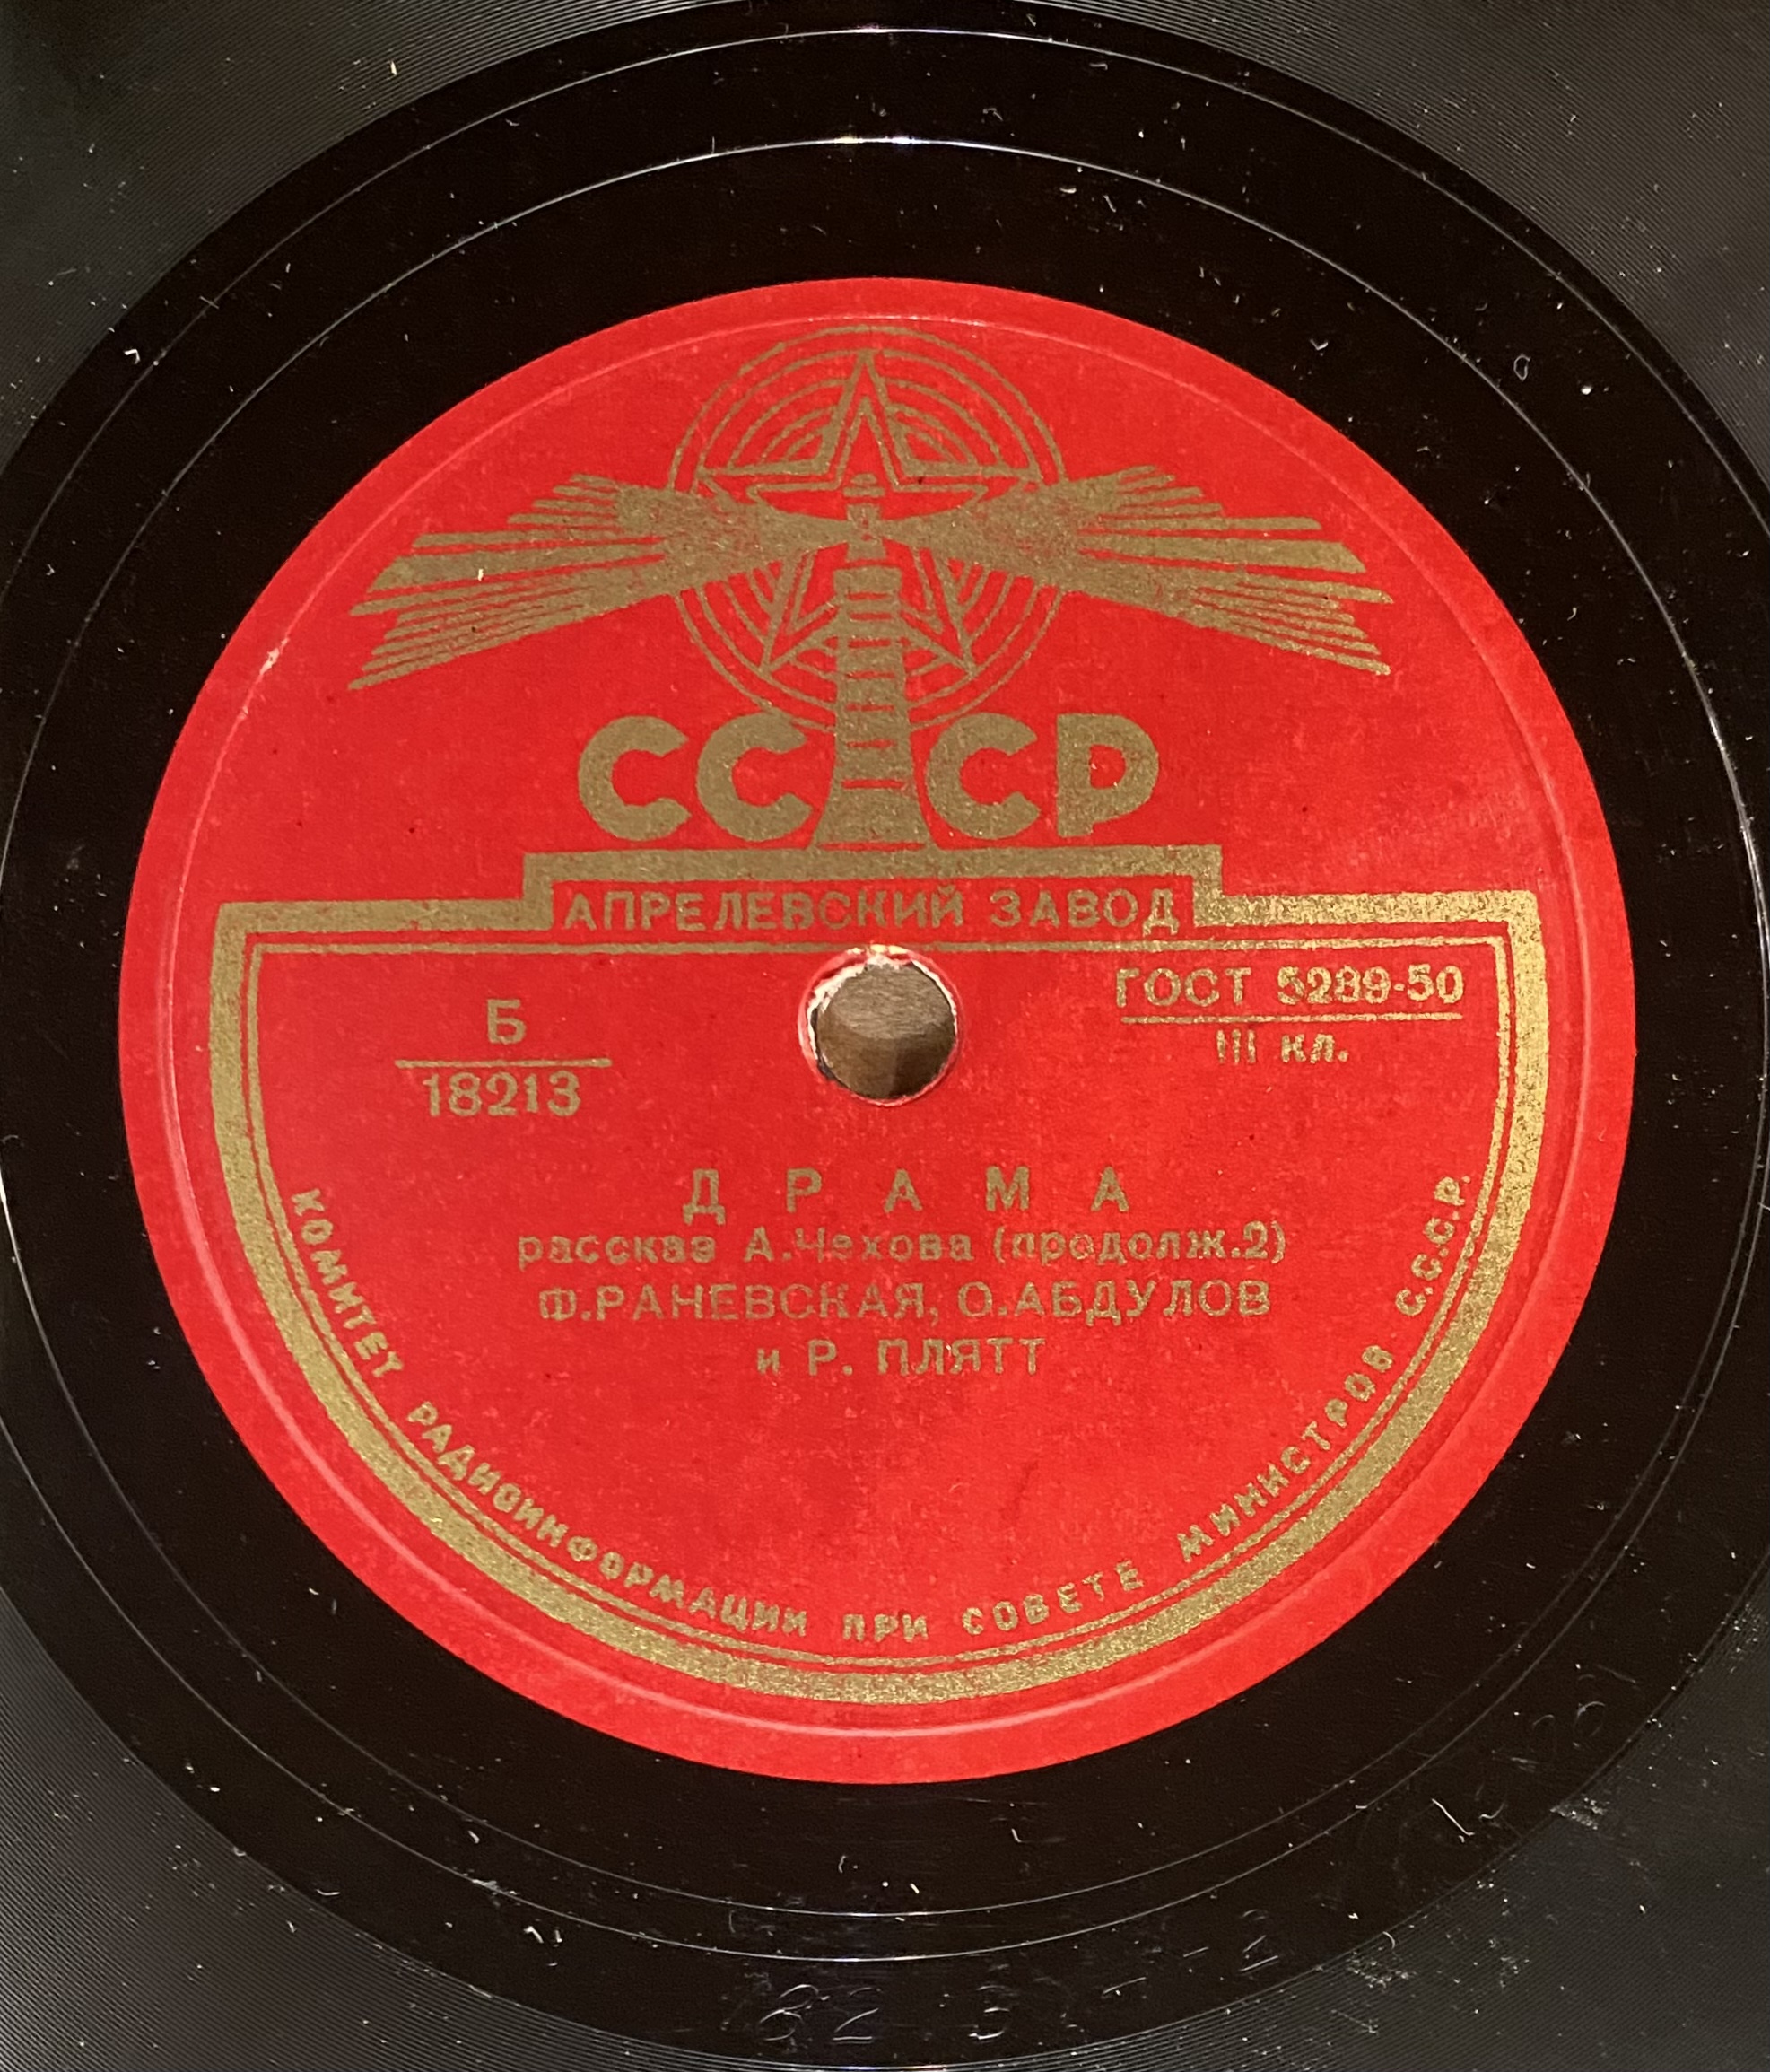 СССР
АПРЕЛЕВСКИЙ ЗАВОД
Б
18213
ГОСТ 5289-50
III кл.
ДРАМА
рассказ А.Чехова (продолж.2)
Ф.РАНЕВСКАЯ, О.АБДУЛОВ
и Р. ПЛЯТТ
КОМИТЕТ РАДИОИНФОРМАЦИИ ПРИ СОВЕТЕ МИНИСТРОВ С.С.С.Р.